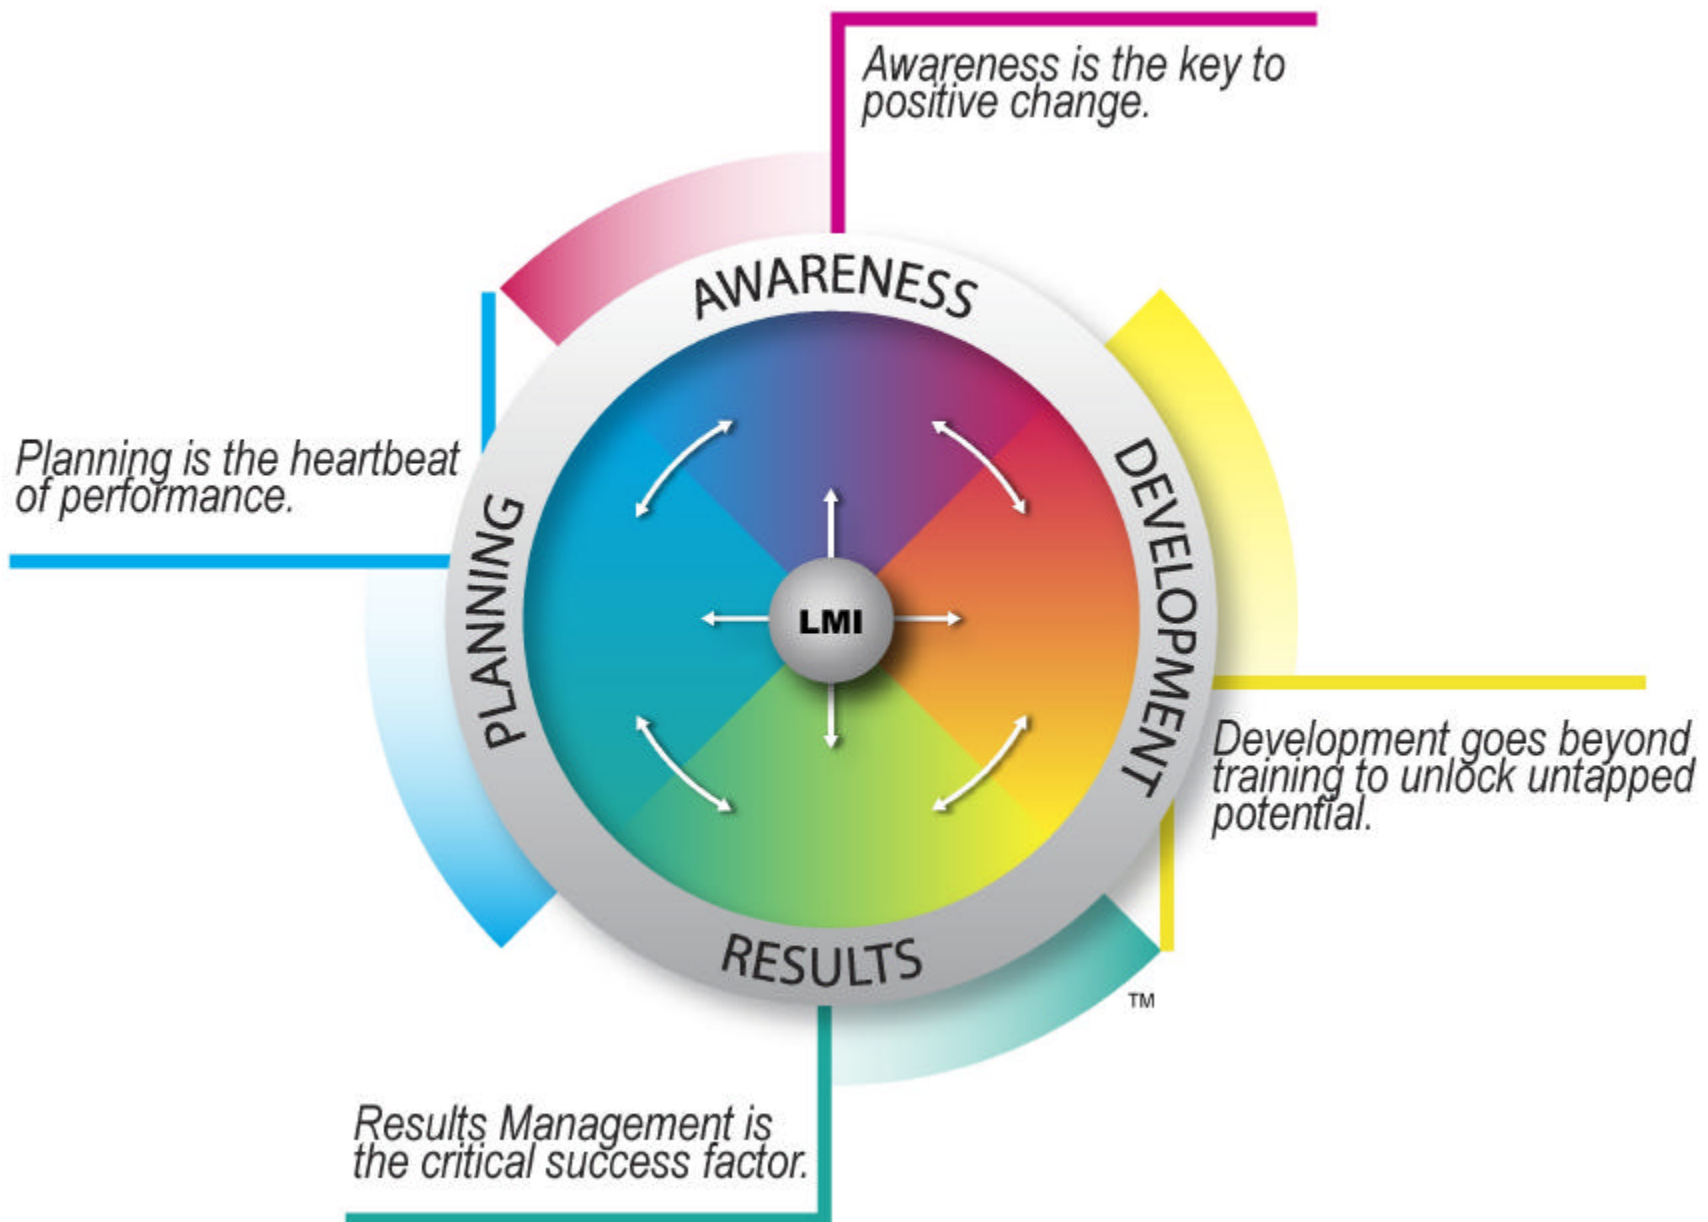 Awareness is the key to
positive change.
AWARENESS
Planning is the heartbeat
of performance.
PLANNING
DEVELOPMENT
LMI
Development goes beyond
training to unlock untapped
potential.
RESULTS
TM
Results Management is
the critical success factor.